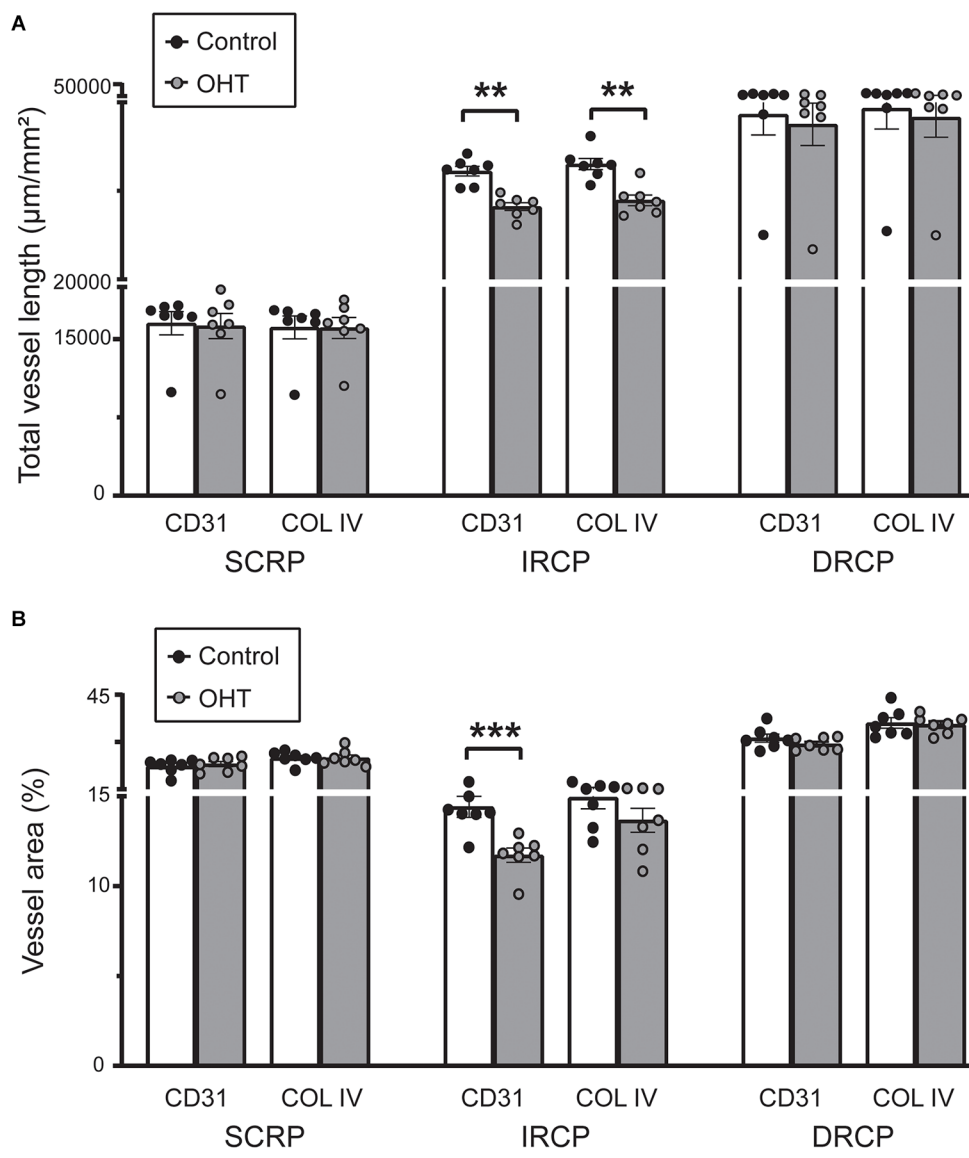 A
Control
OHT
Total vessel length (µm/mm²)
50000
20000
15000
0
**
**
CD31
COL IV
CD31
COL IV
CD31
COL IV
SCRP
IRCP
DRCP
B
Control
OHT
Vessel area (%)
45
15
10
0
***
CD31
COL IV
CD31
COL IV
CD31
COL IV
SCRP
IRCP
DRCP